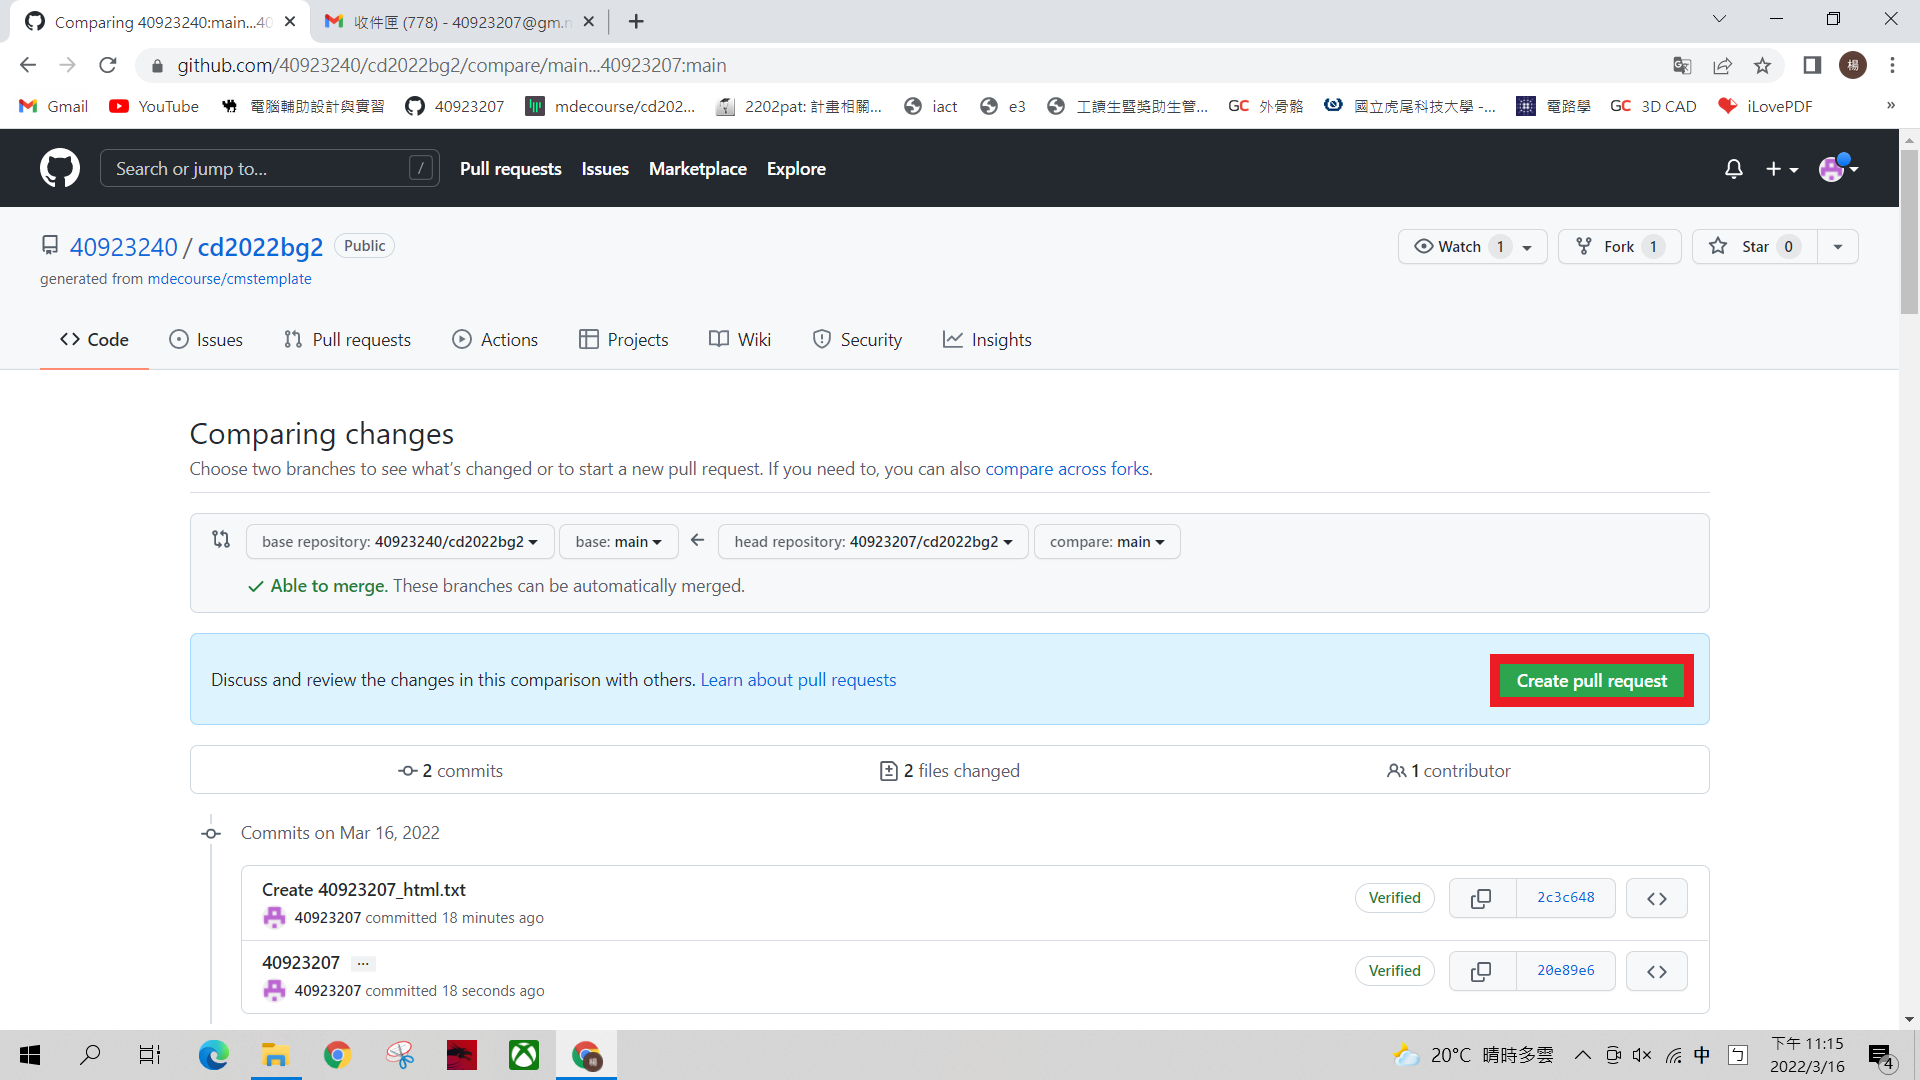 Comparing 40923240:main...40
收件匣 (778) - 40923207@gm.n
github.com/40923240/cd2022bg2/compare/main...40923207:main
楊
Gmail
YouTube
電腦輔助設計與實習
40923207
mdecourse/cd202...
2202pat: 計畫相關...
iact
e3
工讀生暨獎助生管...
GC 外骨骼
國立虎尾科技大學 -...
電路學
GC 3D CAD
iLovePDF
»
Search or jump to... /
Pull requests Issues Marketplace Explore
40923240 / cd2022bg2 Public
Watch 1 Fork 1 Star 0
generated from mdecourse/cmstemplate
Code Issues Pull requests Actions Projects Wiki Security Insights
Comparing changes
Choose two branches to see what's changed or to start a new pull request. If you need to, you can also compare across forks.
base repository: 40923240/cd2022bg2 base: main ← head repository: 40923207/cd2022bg2 compare: main
Able to merge. These branches can be automatically merged.
Discuss and review the changes in this comparison with others. Learn about pull requests
Create pull request
2 commits 2 files changed 1 contributor
Commits on Mar 16, 2022
Create 40923207_html.txt
40923207 committed 18 minutes ago
Verified 2c3c648
40923207 ...
40923207 committed 18 seconds ago
Verified 20e89e6
20°C 晴時多雲
中
下午 11:15
2022/3/16
4